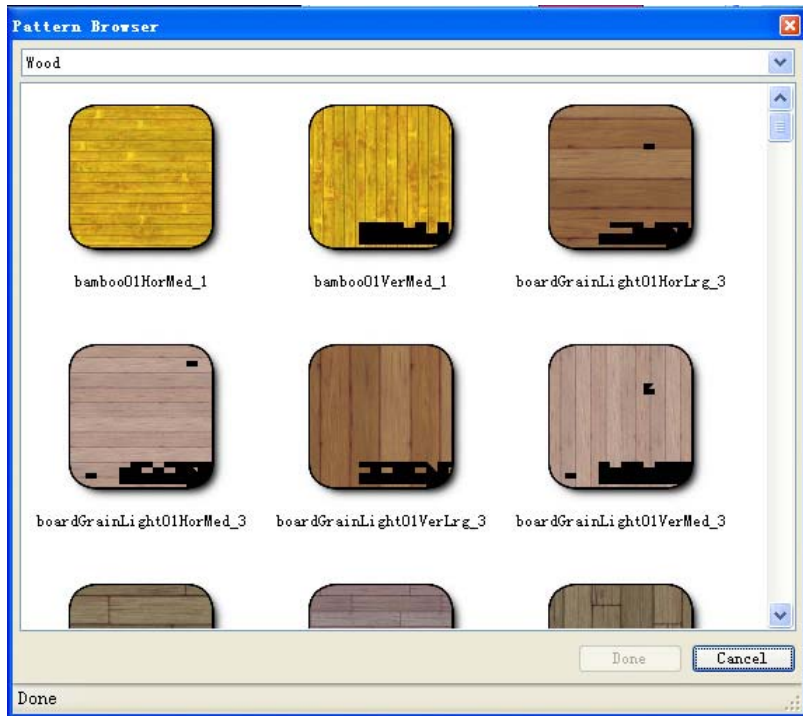 Pattern Browser
Wood
bamboo01HorMed_1
bamboo01VerMed_1
boardGrainLight01HorLrg_3
boardGrainLight01HorMed_3
boardGrainLight01VerLrg_3
boardGrainLight01VerMed_3
Done
Cancel
Done